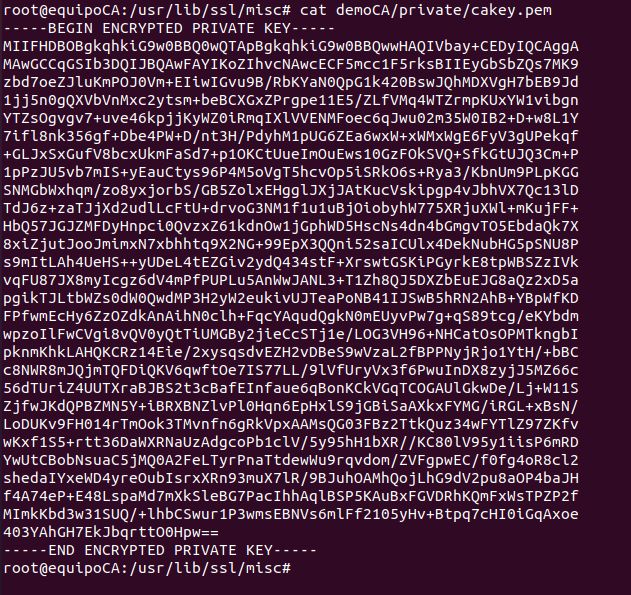 root@equipoCA:/usr/lib/ssl/misc# cat demoCA/private/cakey.pem
-----BEGIN ENCRYPTED PRIVATE KEY-----
MIIFHDBOBgkqhkiG9w0BBQ0wQTApBgkqhkiG9w0BBQwwHAQIVbay+CEDyIQCAggA
MAwGCCqGSIb3DQIJBQAwFAYIKoZIhvcNAwcECF5mcc1F5rksBIIEyGbSbZQs7MK9
zbd7oeZJluKmPOJ0Vm+EIiwIGvu9B/RbKYaN0QpG1k420BswJQhMDXVgH7bEB9Jd
1jj5n0gQXVbVnMxc2ytsm+beBCXGxZPrgpe11E5/ZLfVMq4WTZrmpKUxYW1vibgn
YTZsOgvgv7+uve46kpjjKyWZ0iRmqIXlVVENMFoec6qJwu02m35W0IB2+D+w8L1Y
7ifl8nk356gf+Dbe4PW+D/nt3H/PdyhM1pUG6ZEa6wxW+xWMxWgE6FyV3gUPekqf
+GLJxSxGufV8bcxUkmFaSd7+p1OKCtUueImOuEws10GzFOkSVQ+SfkGtUJQ3Cm+P
1pPzJU5vb7mIS+yEauCtys96P4M5oVgT5hcvOp5iSRkO6s+Rya3/KbnUm9PLpKGG
SNMGbWxhqm/zo8yxjorbS/GB5ZolxEHgglJXjJAtKucVskipgp4vJbhVX7Qc13lD
TdJ6z+zaTJjXd2udlLcFtU+drvoG3NM1f1u1uBjOiobyhW775XRjuXWl+mKujFF+
HbQ57JGJZMFDyHnpci0QvzxZ61kdnOw1jGphWD5HscNs4dn4bGmgvTO5EbdaQk7X
8xiZjutJooJmimxN7xbhhtq9X2NG+99EpX3QQni52saICUlx4DekNubHG5pSNU8P
s9mItLAh4UeHS++yUDeL4tEZGiv2ydQ434stF+XrswtGSKiPGyrkE8tpWBSZzIVk
vqFU87JX8myIcgz6dV4mPfPUPLu5AnWwJANL3+T1Zh8QJ5DXZbEuEJG8aQz2xD5a
pgikTJLtbWZs0dW0QwdMP3H2yW2eukivUJTeaPoNB41IJSwB5hRN2AhB+YBpWfKD
FPfwmEcHy6ZzOZdkAnAihN0clh+FqcYAqudQgkN0mEUyvPw7g+qS89tcg/eKYbdm
wpzoIlFwCVgi8vQV0yQtTiUMGBy2jieCcSTj1e/LOG3VH96+NHCatOsOPMTkngbI
pknmKhkLAHQKCRz14Eie/2xysqsdvEZH2vDBeS9wVzaL2fBPPNyjRjo1YtH/+bBC
c8NWR8mJQjmTQFDiQKV6qwftOe7IS77LL/9lVfUryVx3f6PwuInDX8zyjJ5MZ66c
56dTUriZ4UUTXraBJBS2t3cBafEInfaue6qBonKCkVGqTCOGAUlGkwDe/Lj+W11S
ZjfwJKdQPBZMN5Y+iBRXBNZlvPl0Hqn6EpHxlS9jGBiSaAXkxFYMG/iRGL+xBsN/
LoDUKv9FH014rTmOok3TMvnfn6gRkVpxAAMsQG03FBz2TtkQuz34wFYTlZ97ZKfv
wKxf1S5+rtt36DaWXRNaUzAdgcoPb1clV/5y95hH1bXR//KC80lV95y1iisP6mRD
YwUtCBobNsuaC5jMQ0A2FeLTyrPnaTtdewWu9rqvdom/ZVFgpwEC/f0fg4oR8cl2
shedaIYxeWD4yreOubIsrxXRn93muX7lR/9BJuhOAMhQojLhG9dV2pu8aOP4baJH
f4A74eP+E48LspaMd7mXkSleBG7PacIhhAqlBSP5KAuBxFGVDRhKQmFxWsTPZP2f
MImkKbd3w31SUQ/+lhbCSwur1P3wmsEBNVs6mlFf2105yHv+Btpq7cHI0iGqAxoe
403YAhGH7EkJbqrttO0Hpw==
-----END ENCRYPTED PRIVATE KEY-----
root@equipoCA:/usr/lib/ssl/misc#